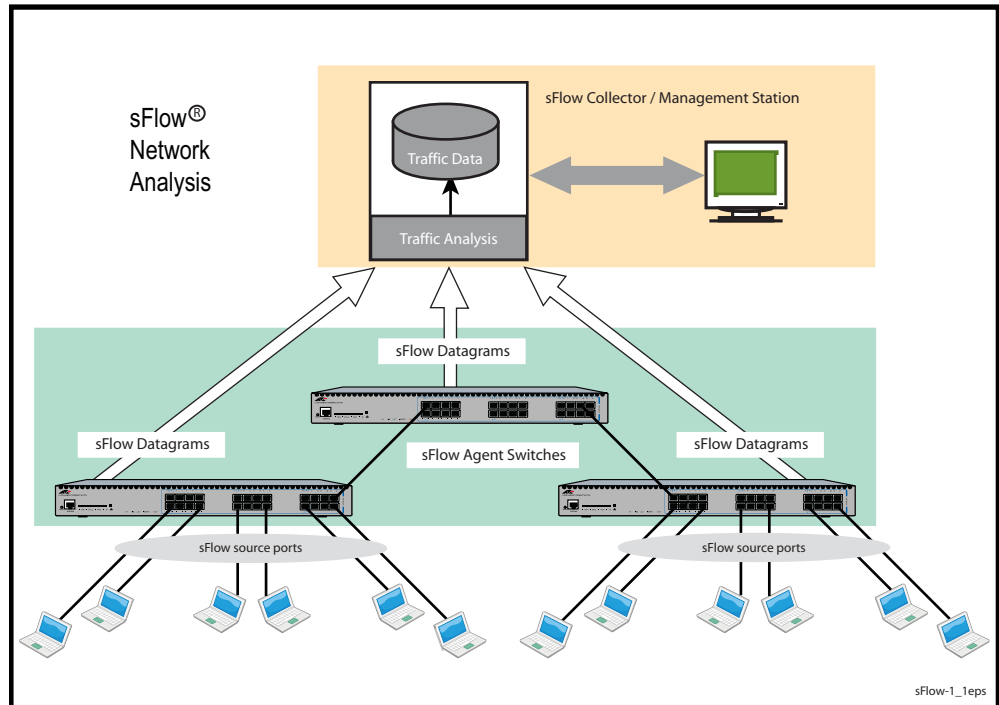 sFlow®
Network
Analysis
sFlow Collector / Management Station
Traffic Data
Traffic Analysis
sFlow Datagrams
sFlow Datagrams
sFlow Agent Switches
sFlow Datagrams
sFlow source ports
sFlow source ports
sFlow-1_1eps